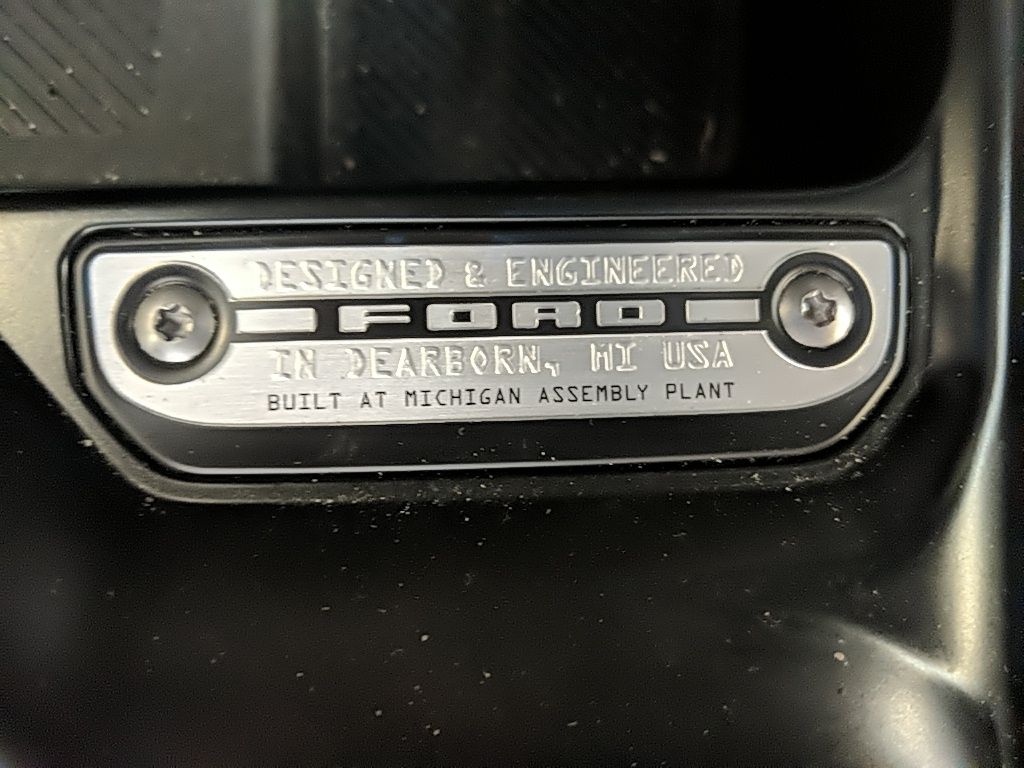 DESIGNED & ENGINEERED
FORD
IN DEARBORN, MI USA
BUILT AT MICHIGAN ASSEMBLY PLANT